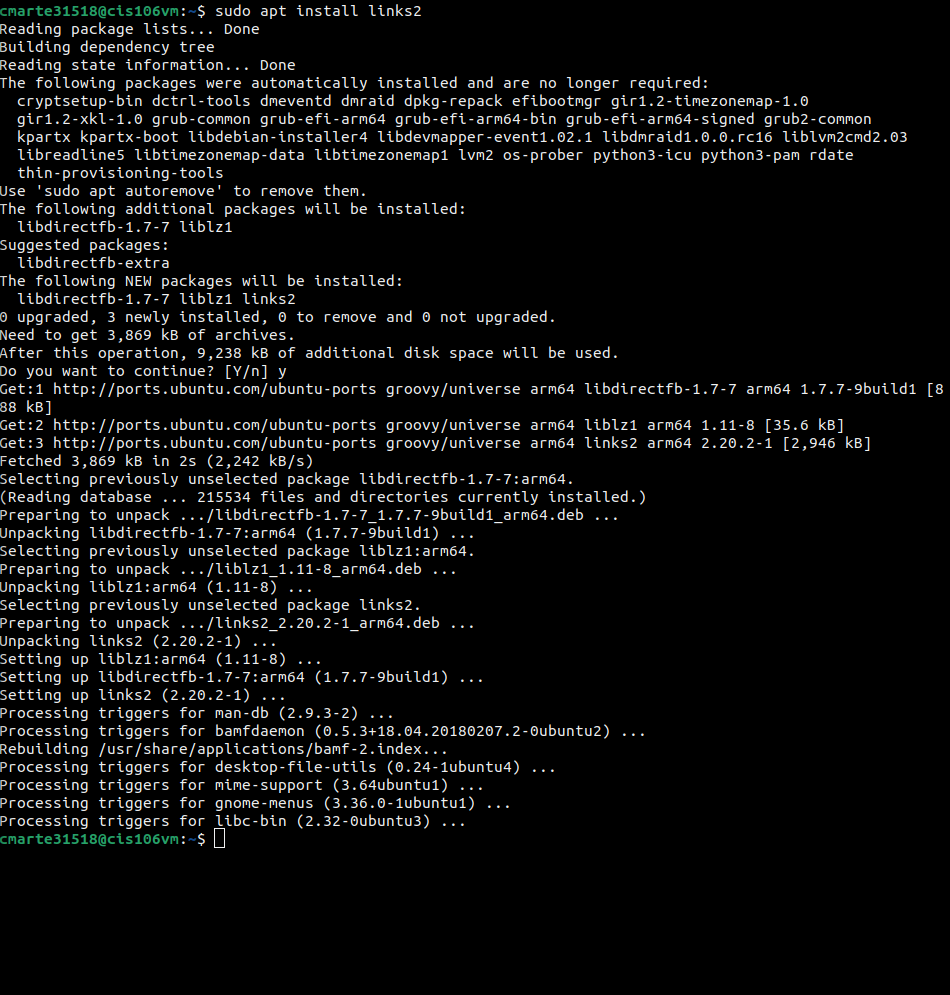 cmarte31518@cis106vm:~$ sudo apt install links2
Reading package lists... Done
Building dependency tree
Reading state information... Done
The following packages were automatically installed and are no longer required:
  cryptsetup-bin dctrl-tools dmeventd dmraid dpkg-repack efibootmgr gir1.2-timezonemap-1.0
  gir1.2-xkl-1.0 grub-common grub-efi-arm64 grub-efi-arm64-bin grub-efi-arm64-signed grub2-common
  kpartx kpartx-boot libdebian-installer4 libdevmapper-event1.02.1 libdmraid1.0.0.rc16 liblvm2cmd2.03
  libreadline5 libtimezonemap-data libtimezonemap1 lvm2 os-prober python3-icu python3-pam rdate
  thin-provisioning-tools
Use 'sudo apt autoremove' to remove them.
The following additional packages will be installed:
  libdirectfb-1.7-7 liblz1
Suggested packages:
  libdirectfb-extra
The following NEW packages will be installed:
  libdirectfb-1.7-7 liblz1 links2
0 upgraded, 3 newly installed, 0 to remove and 0 not upgraded.
Need to get 3,869 kB of archives.
After this operation, 9,238 kB of additional disk space will be used.
Do you want to continue? [Y/n] y
Get:1 http://ports.ubuntu.com/ubuntu-ports groovy/universe arm64 libdirectfb-1.7-7 arm64 1.7.7-9build1 [8
88 kB]
Get:2 http://ports.ubuntu.com/ubuntu-ports groovy/universe arm64 liblz1 arm64 1.11-8 [35.6 kB]
Get:3 http://ports.ubuntu.com/ubuntu-ports groovy/universe arm64 links2 arm64 2.20.2-1 [2,946 kB]
Fetched 3,869 kB in 2s (2,242 kB/s)
Selecting previously unselected package libdirectfb-1.7-7:arm64.
(Reading database ... 215534 files and directories currently installed.)
Preparing to unpack .../libdirectfb-1.7-7_1.7.7-9build1_arm64.deb ...
Unpacking libdirectfb-1.7-7:arm64 (1.7.7-9build1) ...
Selecting previously unselected package liblz1:arm64.
Preparing to unpack .../liblz1_1.11-8_arm64.deb ...
Unpacking liblz1:arm64 (1.11-8) ...
Selecting previously unselected package links2.
Preparing to unpack .../links2_2.20.2-1_arm64.deb ...
Unpacking links2 (2.20.2-1) ...
Setting up liblz1:arm64 (1.11-8) ...
Setting up libdirectfb-1.7-7:arm64 (1.7.7-9build1) ...
Setting up links2 (2.20.2-1) ...
Processing triggers for man-db (2.9.3-2) ...
Processing triggers for bamfdaemon (0.5.3+18.04.20180207.2-0ubuntu2) ...
Rebuilding /usr/share/applications/bamf-2.index...
Processing triggers for desktop-file-utils (0.24-1ubuntu4) ...
Processing triggers for mime-support (3.64ubuntu1) ...
Processing triggers for gnome-menus (3.36.0-1ubuntu1) ...
Processing triggers for libc-bin (2.32-0ubuntu3) ...
cmarte31518@cis106vm:~$